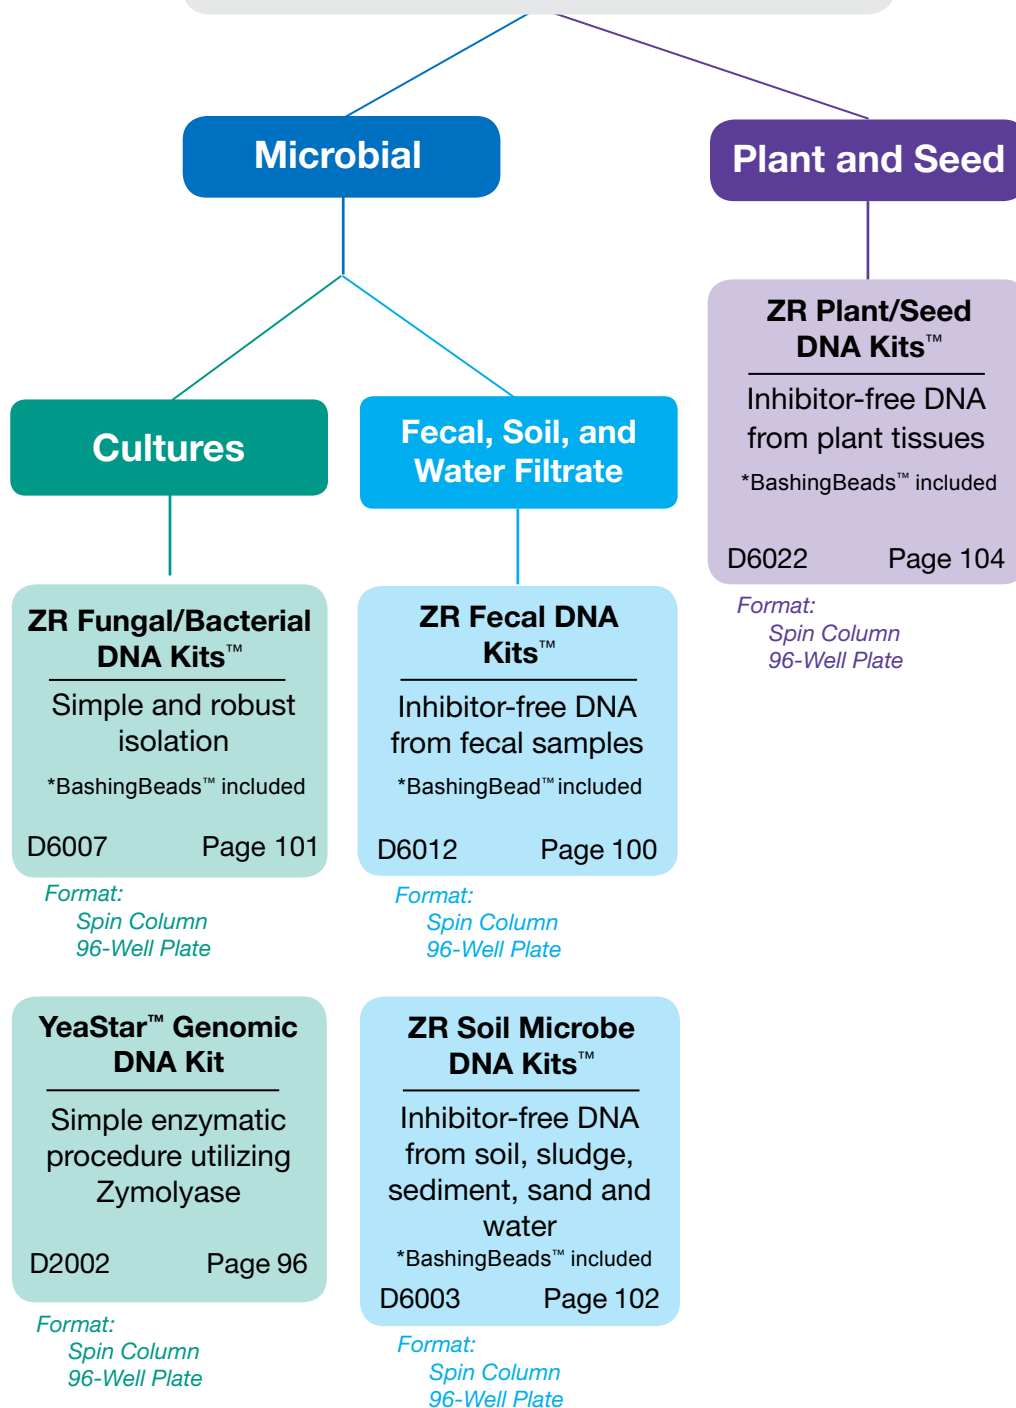 Microbial
Plant and Seed
ZR Plant/Seed
DNA Kits™
Inhibitor-free DNA
from plant tissues
*BashingBeads™ included
D6022 Page 104
Format:
Spin Column
96-Well Plate
Cultures
Fecal, Soil, and
Water Filtrate
ZR Fungal/Bacterial
DNA Kits™
Simple and robust
isolation
*BashingBeads™ included
D6007 Page 101
Format:
Spin Column
96-Well Plate
ZR Fecal DNA
Kits™
Inhibitor-free DNA
from fecal samples
*BashingBead™ included
D6012 Page 100
Format:
Spin Column
96-Well Plate
YeaStar™ Genomic
DNA Kit
Simple enzymatic
procedure utilizing
Zymolyase
D2002 Page 96
Format:
Spin Column
96-Well Plate
ZR Soil Microbe
DNA Kits™
Inhibitor-free DNA
from soil, sludge,
sediment, sand and
water
*BashingBeads™ included
D6003 Page 102
Format:
Spin Column
96-Well Plate